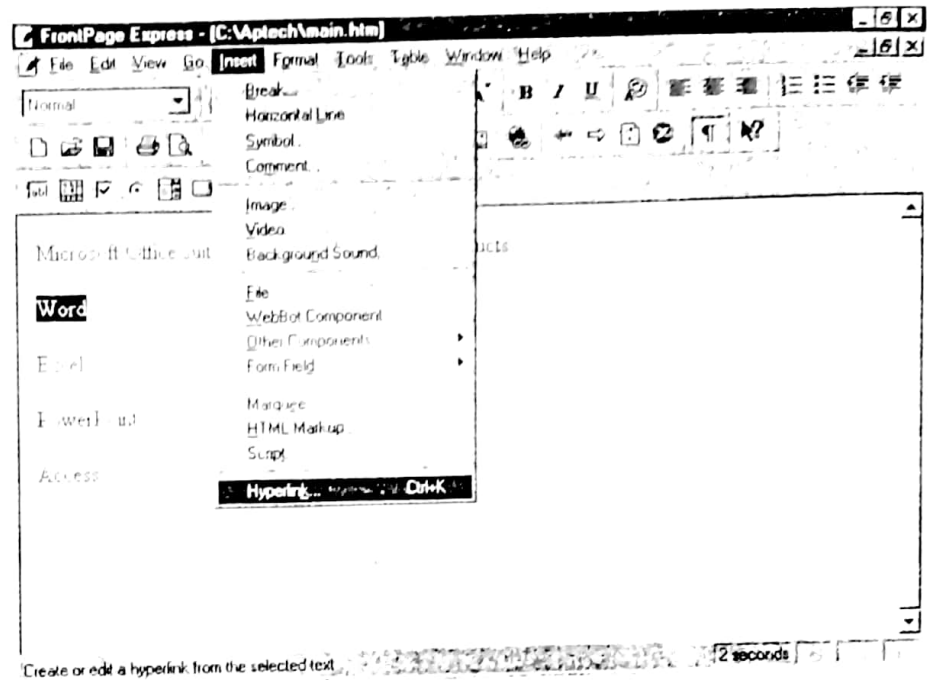 FrontPage Express - [C:\Aptech\main.htm]
File Edit View Go Insert Format Tools Table Window Help
Normal
B I U
Break...
Horizontal Line
Symbol...
Comment...
Image...
Video...
Background Sound...
File...
WebBot Component...
Other Components
Form Field
Marquee...
HTML Markup...
Script...
Hyperlink... Ctrl+K
Microsoft Office Suit
Word
Excel
PowerPoint
Access
Create or edit a hyperlink from the selected text
2 seconds